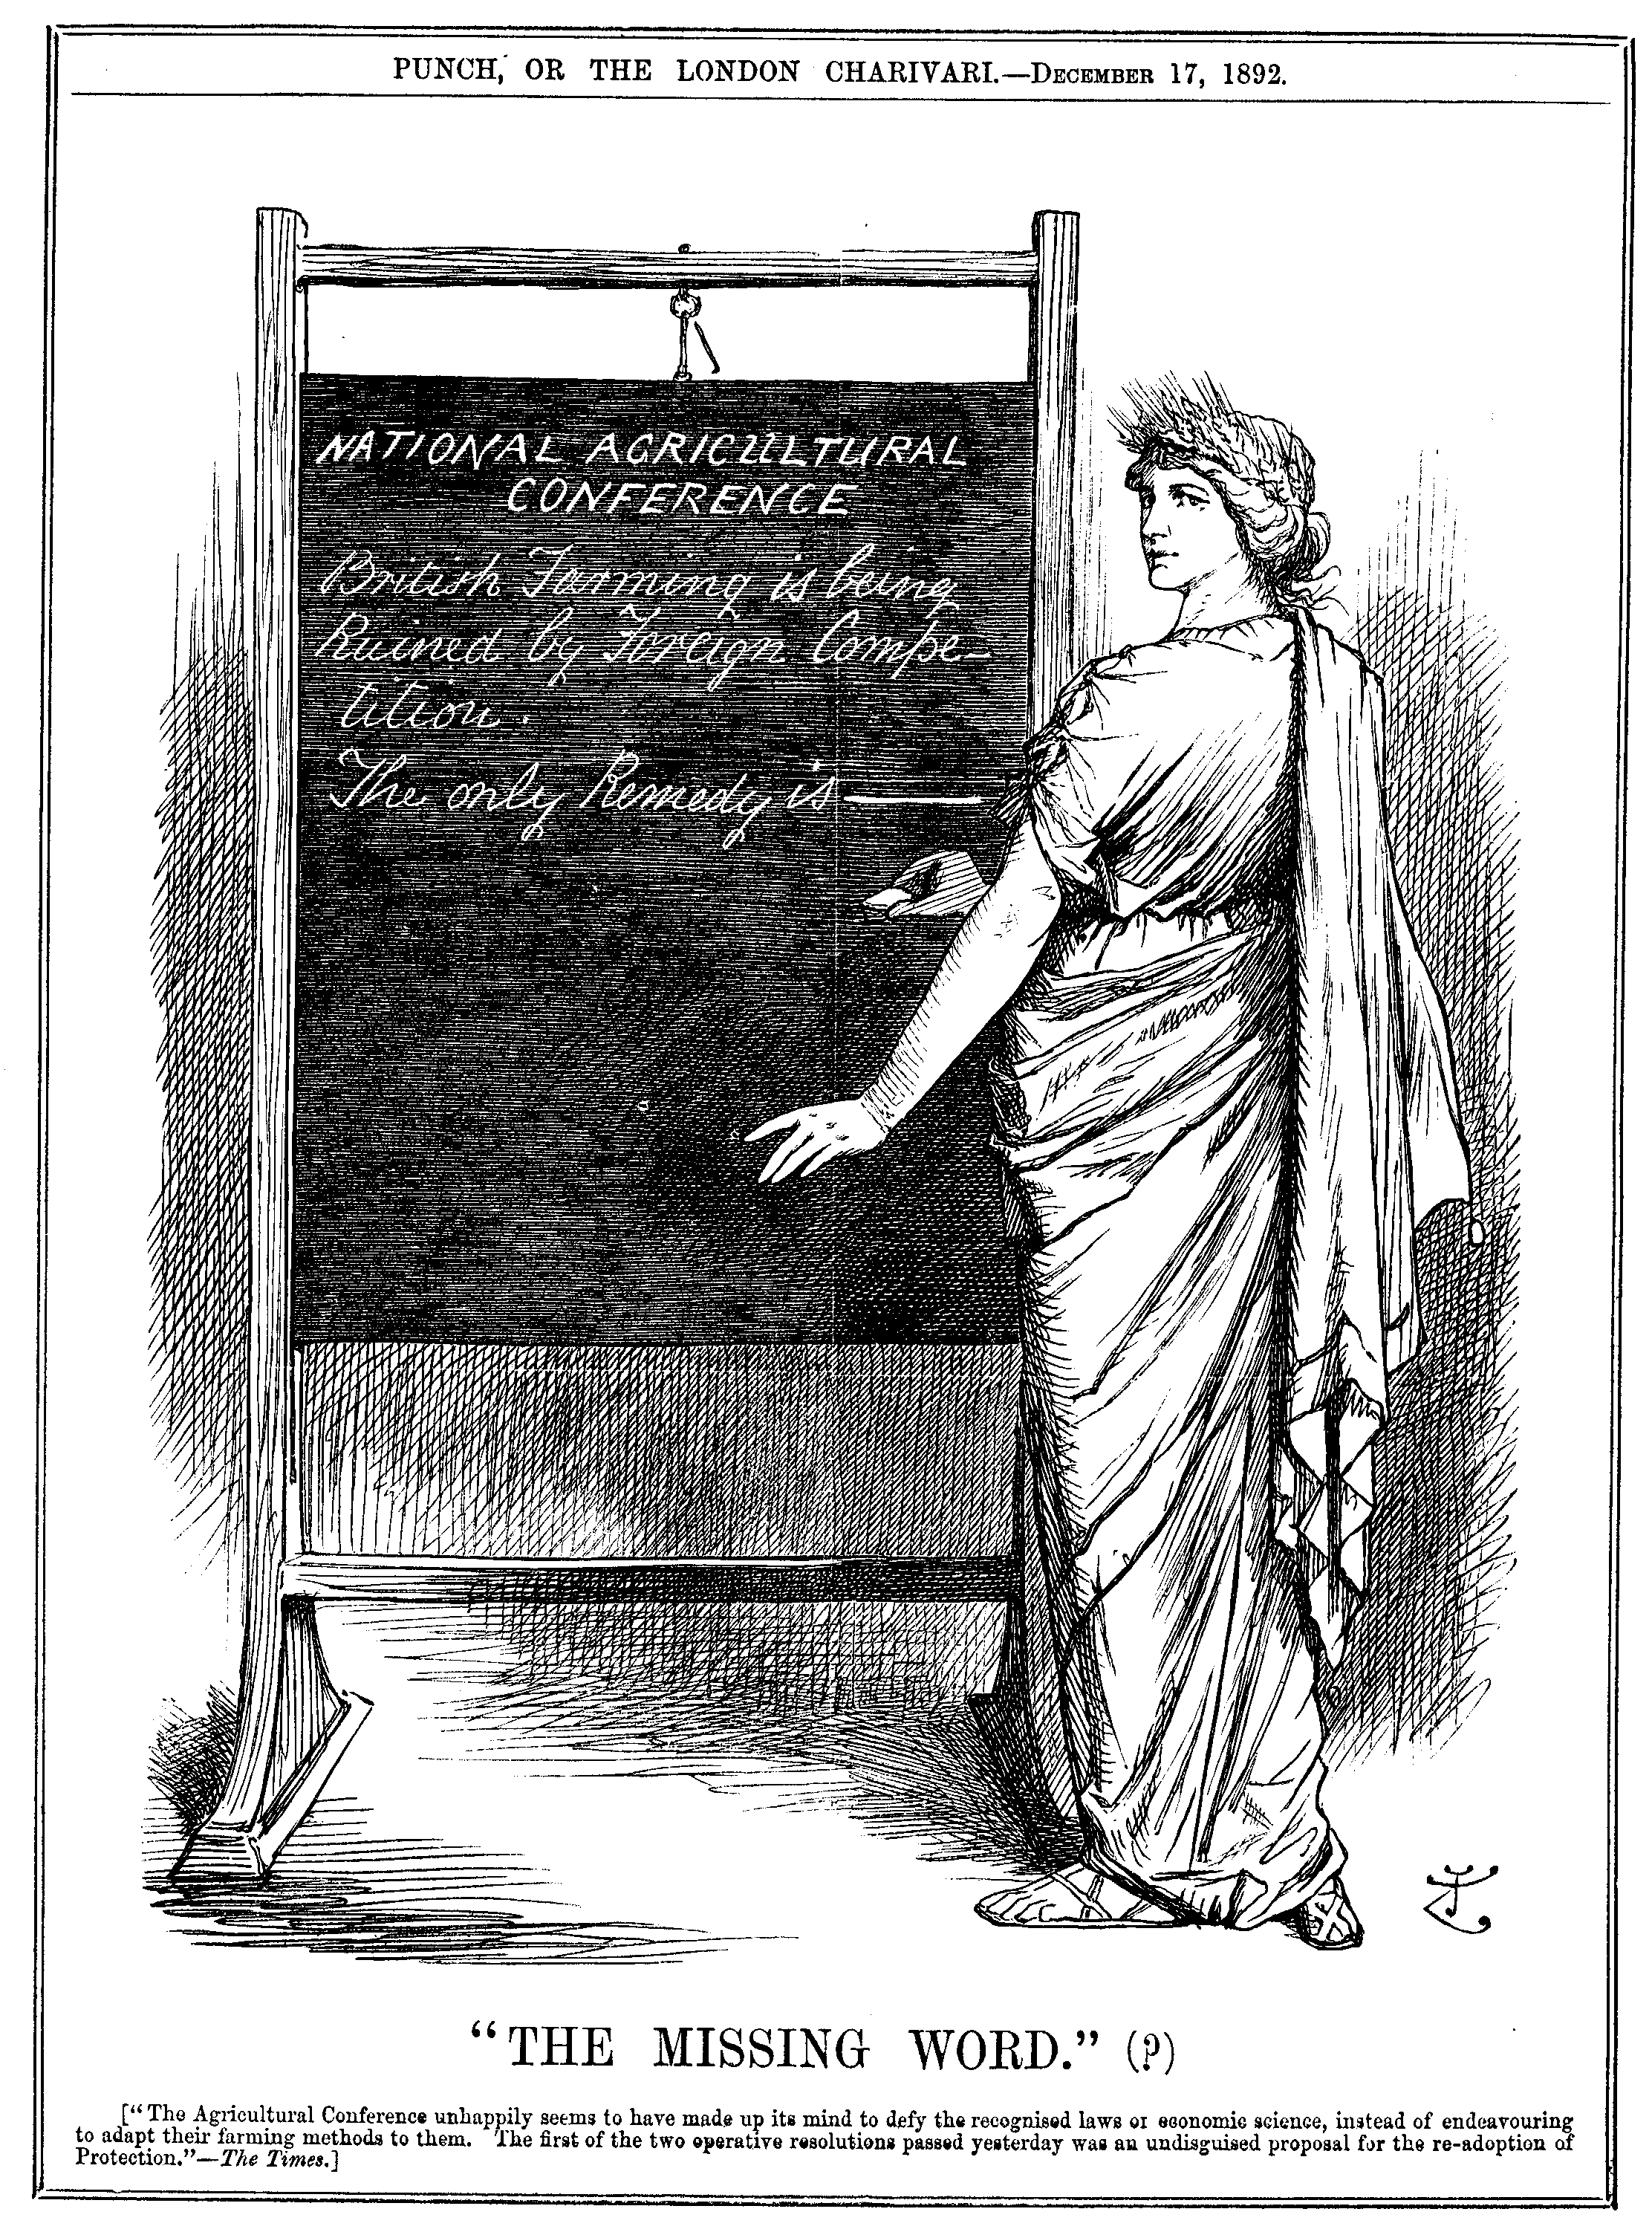 PUNCH, OR THE LONDON CHARIVARI.—DECEMBER 17, 1892.
NATIONAL AGRICULTURAL
CONFERENCE
British Farming is being
Ruined by Foreign Compe-
tition.
The only Remedy is ———
"THE MISSING WORD." (?)
["The Agricultural Conference unhappily seems to have made up its mind to defy the recognised laws of economic science, instead of endeavouring
to adapt their farming methods to them. The first of the two operative resolutions passed yesterday was an undisguised proposal for the re-adoption of
Protection."—The Times.]